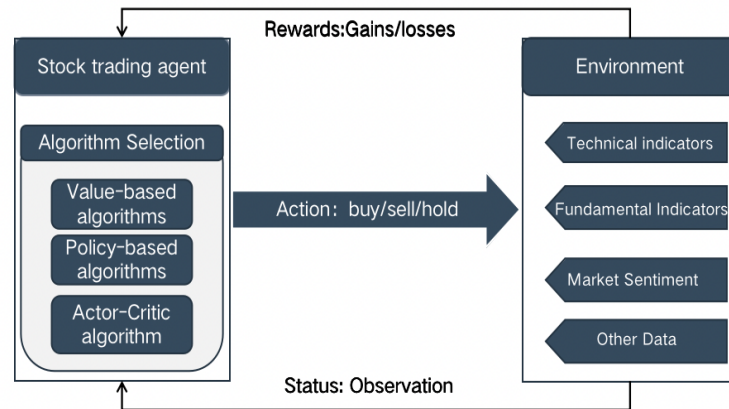 Rewards:Gains/losses
Stock trading agent
Environment
Algorithm Selection
Technical indicators
Value-based
algorithms
Action: buy/sell/hold
Fundamental Indicators
Policy-based
algorithms
Market Sentiment
Actor-Critic
algorithm
Other Data
Status: Observation